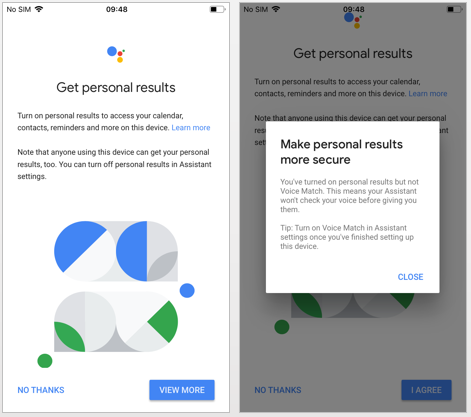 No SIM 09:48
Get personal results
Turn on personal results to access your calendar,
contacts, reminders and more on this device. Learn more
Note that anyone using this device can get your personal
results, too. You can turn off personal results in Assistant
settings.
NO THANKS VIEW MORE
No SIM 09:48
Get personal results
Turn on personal results to access your calendar,
contacts, reminders and more on this device. Learn more
Note that anyone using this device can get your personal
Make personal results
more secure
You've turned on personal results but not
Voice Match. This means your Assistant
won't check your voice before giving you
them.
Tip: Turn on Voice Match in Assistant
settings once you've finished setting up
this device.
CLOSE
NO THANKS I AGREE